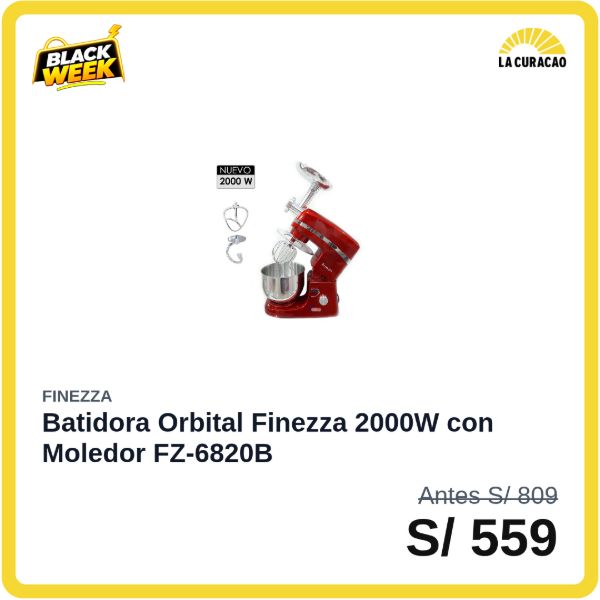 BLACK
WEEK
LA CURACAO
NUEVO
2000 W
FINEZZA
Batidora Orbital Finezza 2000W con
Moledor FZ-6820B
Antes S/ 809
S/ 559